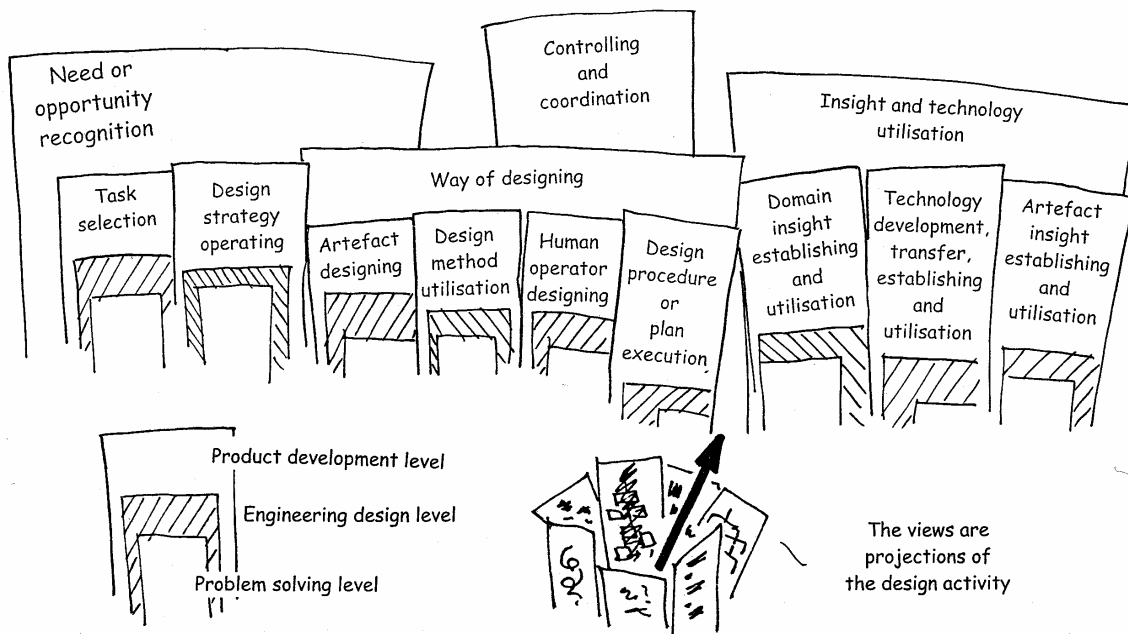 Need or
opportunity
recognition
Controlling
and
coordination
Insight and technology
utilisation
Task
selection
Design
strategy
operating
Way of designing
Artefact
designing
Design
method
utilisation
Human
operator
designing
Design
procedure
or
plan
execution
Domain
insight
establishing
and
utilisation
Technology
development,
transfer,
establishing
and
utilisation
Artefact
insight
establishing
and
utilisation
Product development level
Engineering design level
Problem solving level
The views are
projections of
the design activity